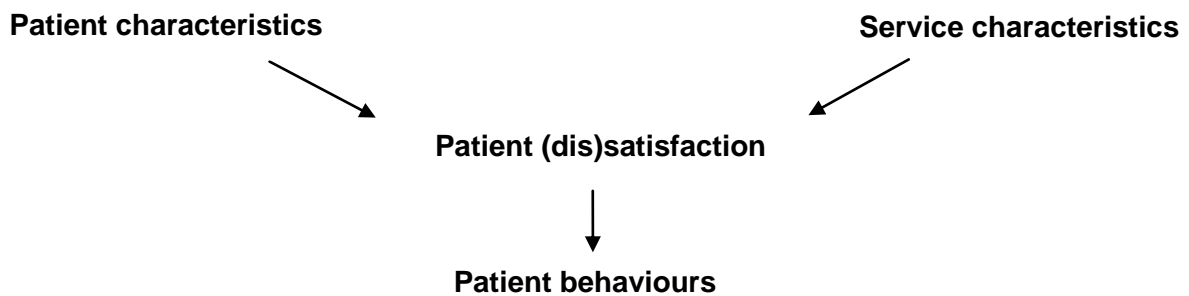 Patient characteristics
Service characteristics
Patient (dis)satisfaction
Patient behaviours